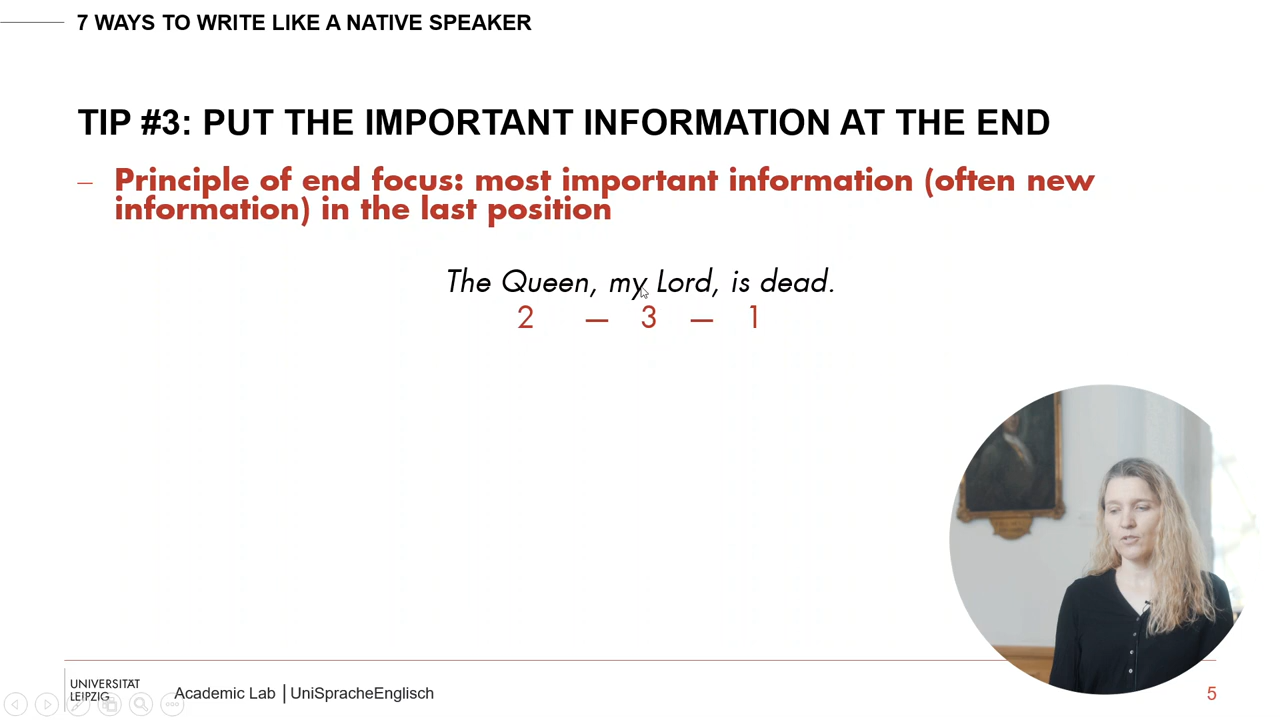 7 WAYS TO WRITE LIKE A NATIVE SPEAKER
TIP #3: PUT THE IMPORTANT INFORMATION AT THE END
– Principle of end focus: most important information (often new
information) in the last position
The Queen, my Lord, is dead.
2 – 3 – 1
UNIVERSITÄT
LEIPZIG
Academic Lab | UniSpracheEnglisch
5